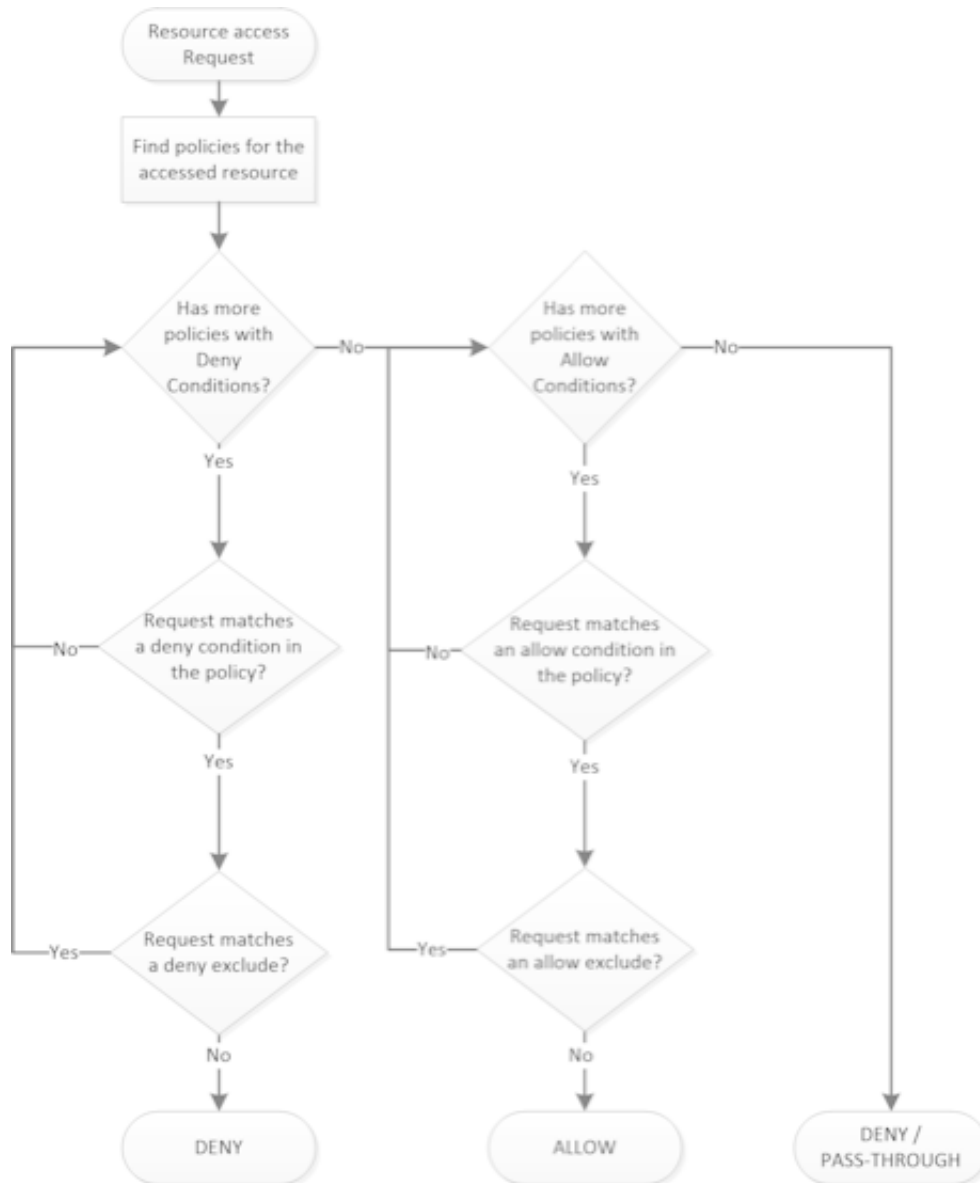 Resource access
Request
Find policies for the
accessed resource
Has more
policies with
Deny
Conditions?
No
Has more
policies with
Allow
Conditions?
No
Yes
Yes
Request matches
a deny condition in
the policy?
No
Request matches
an allow condition in
the policy?
No
Yes
Yes
Request matches
a deny exclude?
Yes
Request matches
an allow exclude?
Yes
No
No
DENY
ALLOW
DENY /
PASS-THROUGH